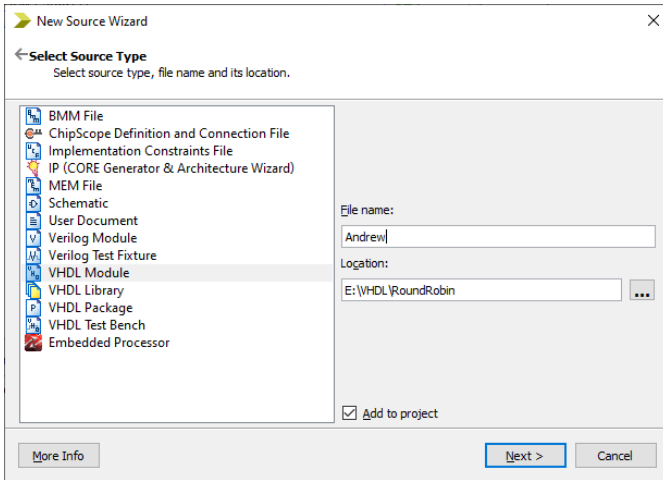 New Source Wizard
Select Source Type
Select source type, file name and its location.
BMM File
ChipScope Definition and Connection File
Implementation Constraints File
IP (CORE Generator & Architecture Wizard)
MEM File
Schematic
User Document
Verilog Module
Verilog Test Fixture
VHDL Module
VHDL Library
VHDL Package
VHDL Test Bench
Embedded Processor
File name:
Andrew
Location:
E:\VHDL\RoundRobin
...
Add to project
More Info
Next >
Cancel